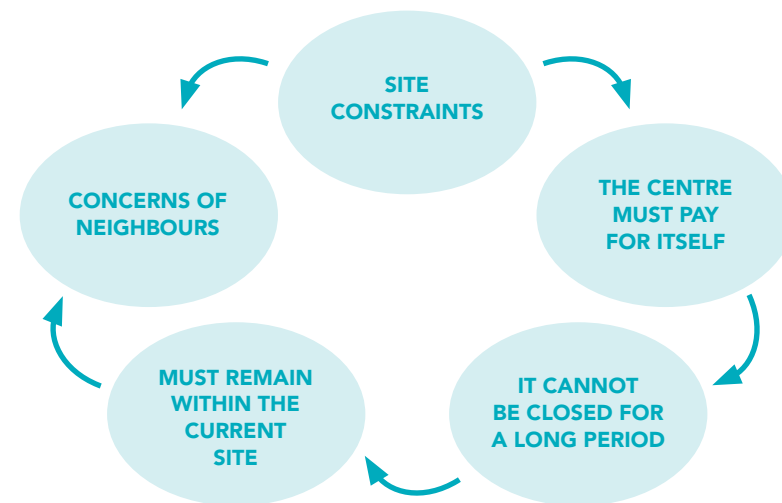 SITE
CONSTRAINTS
THE CENTRE
MUST PAY
FOR ITSELF
IT CANNOT
BE CLOSED FOR
A LONG PERIOD
MUST REMAIN
WITHIN THE
CURRENT
SITE
CONCERNS OF
NEIGHBOURS